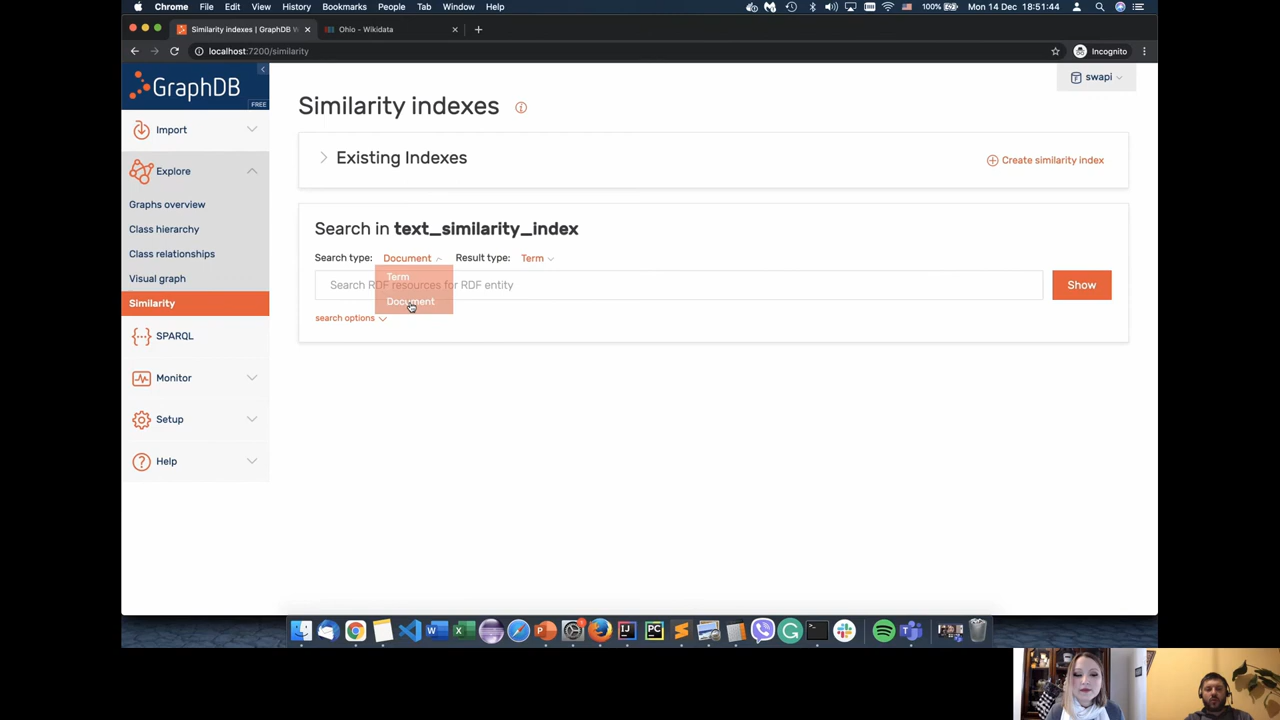 Chrome File Edit View History Bookmarks People Tab Window Help
100% Mon 14 Dec 18:51:44
Similarity indexes | GraphDB W
Ohio - Wikidata
localhost:7200/similarity
Incognito
GraphDB
FREE
swapi
Import
Explore
Graphs overview
Class hierarchy
Class relationships
Visual graph
Similarity
SPARQL
Monitor
Setup
Help
Similarity indexes
Existing Indexes
Create similarity index
Search in text_similarity_index
Search type: Document Result type: Term
Term
Search RDF resources for RDF entity
Show
Document
search options